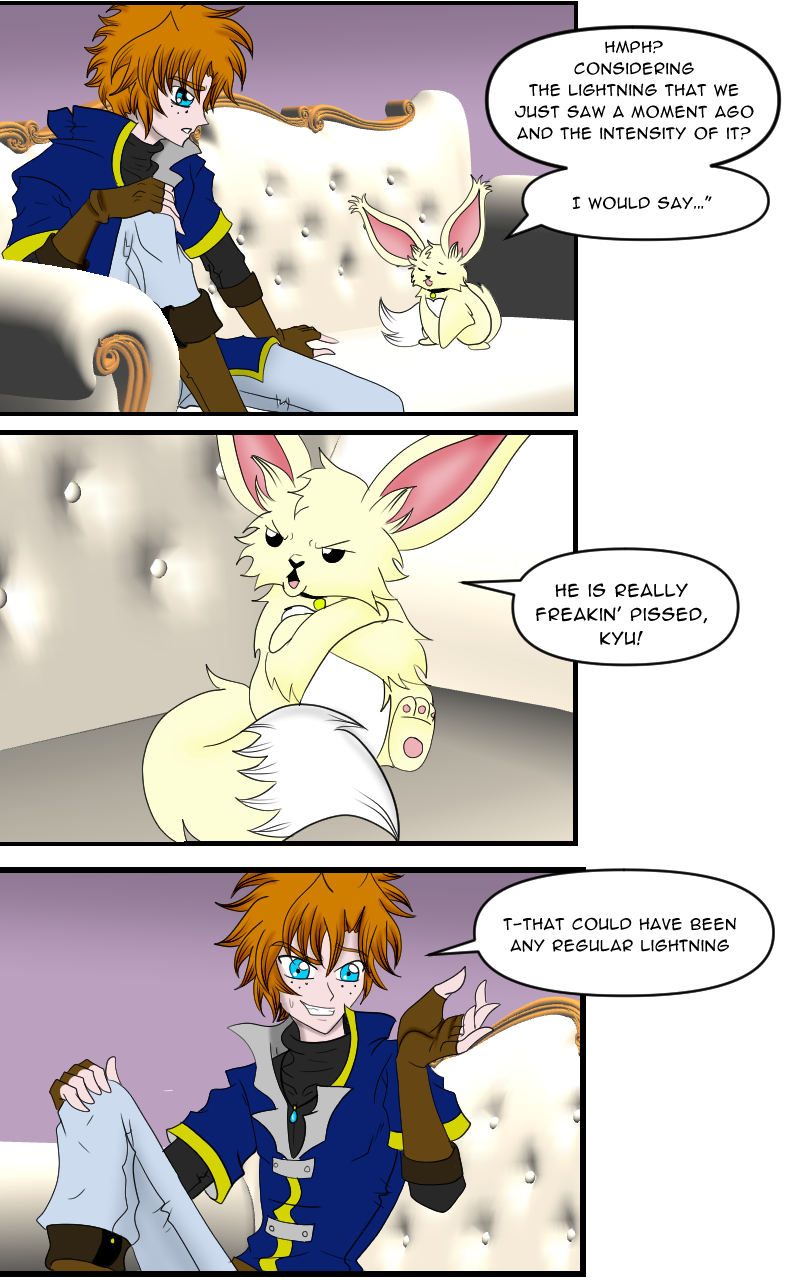 HMPH?
CONSIDERING
THE LIGHTNING THAT WE
JUST SAW A MOMENT AGO
AND THE INTENSITY OF IT?
I WOULD SAY..."
HE IS REALLY
FREAKIN' PISSED,
KYU!
T-THAT COULD HAVE BEEN
ANY REGULAR LIGHTNING